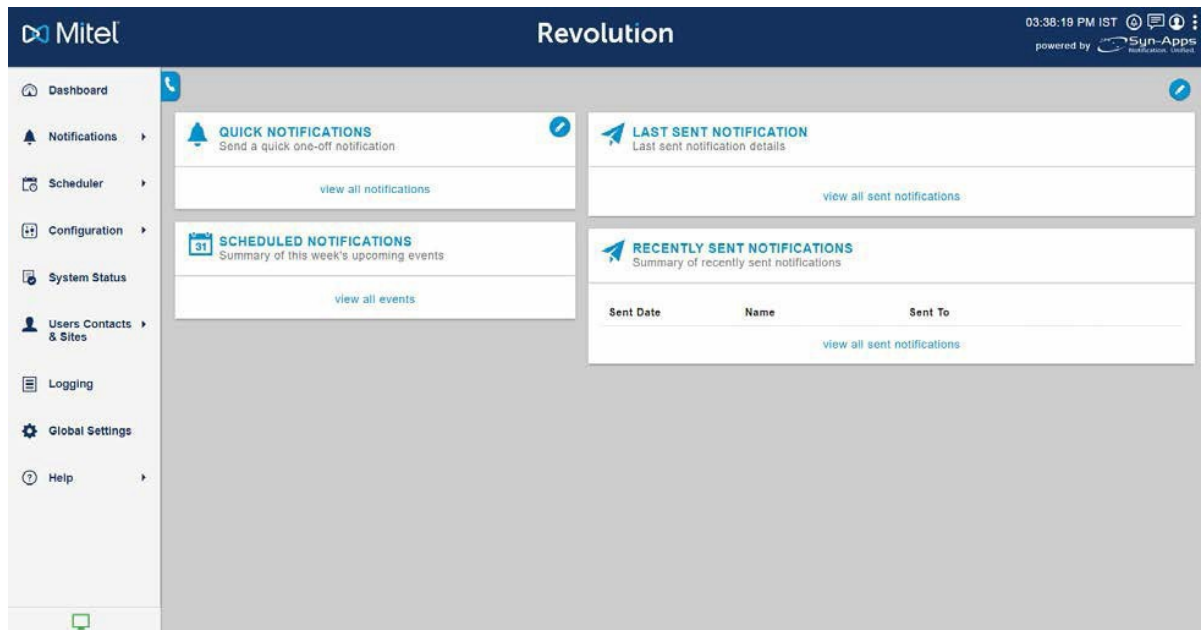 Mitel
Revolution
03:38:19 PM IST
powered by Syn-Apps
Notification. Unified.
Dashboard
Notifications
Scheduler
Configuration
System Status
Users Contacts
& Sites
Logging
Global Settings
Help
QUICK NOTIFICATIONS
Send a quick one-off notification
view all notifications
31
SCHEDULED NOTIFICATIONS
Summary of this week's upcoming events
view all events
LAST SENT NOTIFICATION
Last sent notification details
view all sent notifications
RECENTLY SENT NOTIFICATIONS
Summary of recently sent notifications
Sent Date Name Sent To
view all sent notifications